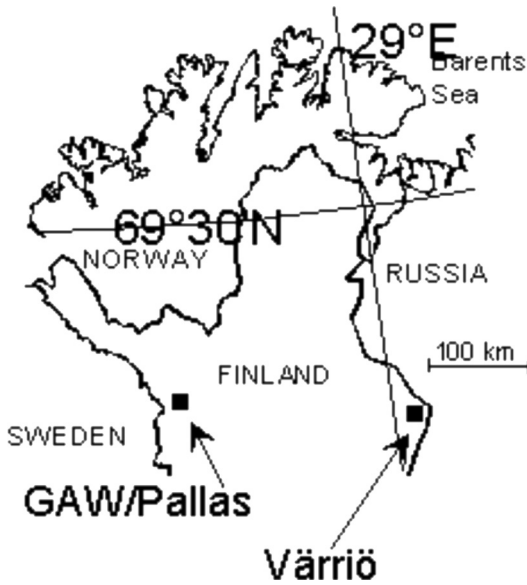 29°E
Barents
Sea
69°30'N
NORWAY
RUSSIA
100 km
FINLAND
SWEDEN
GAW/Pallas
Värriö